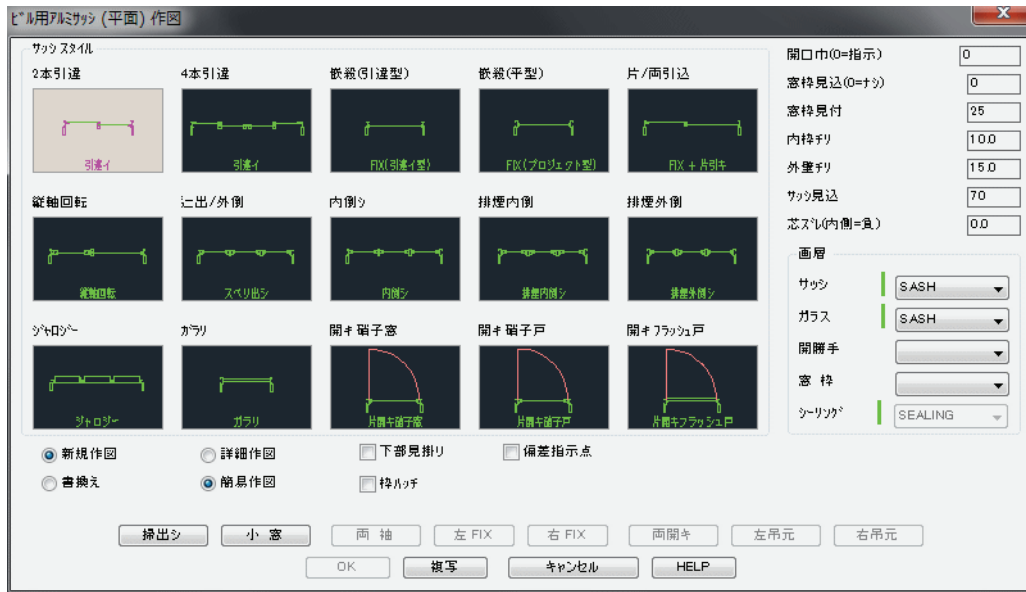 ﾋﾞﾙ用ｱﾙﾐｻｯｼ (平面) 作図
ｻｯｼ ｽﾀｲﾙ
2本引違
4本引違
嵌殺(引違型)
嵌殺(平型)
片/両引込
引違イ
引違イ
FIX(引違イ型)
FIX(プロジェクト型)
FIX + 片引キ
縦軸回転
辷出/外倒
内倒シ
排煙内倒
排煙外倒
縦軸回転
スベリ出シ
内倒シ
排煙内倒シ
排煙外倒シ
ｼﾞｬﾛｼﾞｰ
ｶﾞﾗﾘ
開キ硝子窓
開キ硝子戸
開キﾌﾗｯｼｭ戸
ジャロジー
ガラリ
片開キ硝子窓
片開キ硝子戸
片開キフラッシュ戸
新規作図
詳細作図
下部見掛リ
偏差指示点
書換え
簡易作図
枠ﾊｯﾁ
開口巾(0=指示) 0
窓枠見込(0=ﾅｼ) 0
窓枠見付 25
内枠ﾁﾘ 10.0
外壁ﾁﾘ 15.0
ｻｯｼ見込 70
芯ｽﾞﾚ(内側=負) 0.0
画層
サッシ SASH
ガラス SASH
開勝手
窓 枠
ｼｰﾘﾝｸﾞ SEALING
掃出シ
小 窓
両 袖
左 FIX
右 FIX
両開キ
左吊元
右吊元
OK
複写
ｷｬﾝｾﾙ
HELP